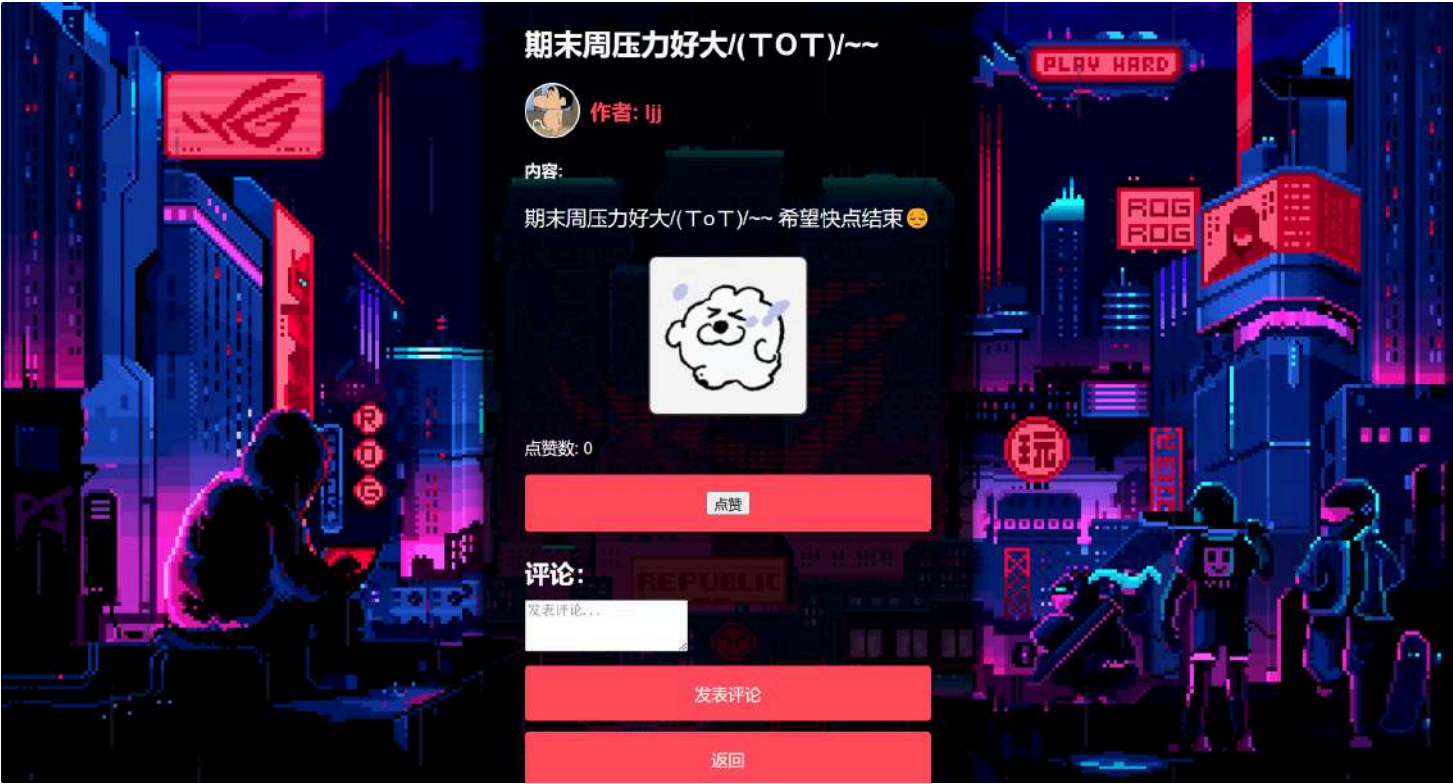 期末周压力好大/(ＴＯＴ)/~~
作者: ljj
内容:
期末周压力好大/(ＴｏＴ)/~~ 希望快点结束😔
点赞数: 0
点赞
评论：
发表评论...
发表评论
返回
PLAY HARD
ROG
ROG
ROG
玩
REPUBLIC